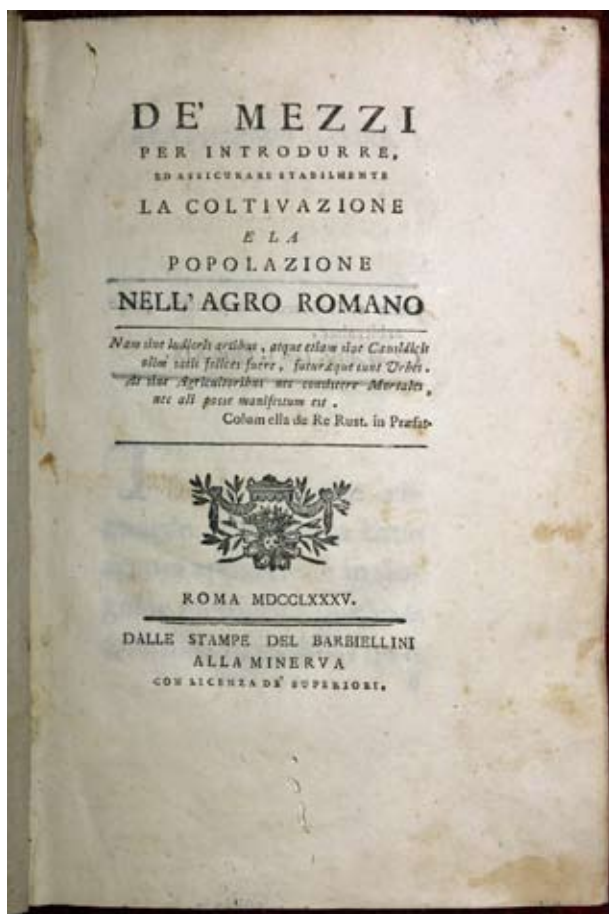 DE' MEZZI
PER INTRODURRE,
ED ASSICURARE STABILMENTE
LA COLTIVAZIONE
E LA
POPOLAZIONE
NELL' AGRO ROMANO
Nam sine ludicris artibus, atque etiam sine Causidicis
olim satis felices fuere, futuræque sunt Urbes.
At sine Agricultoribus nec consistere Mortales,
nec ali posse manifestum est.
Columella de Re Rust. in Præfat.
ROMA MDCCLXXXV.
DALLE STAMPE DEL BARBIELLINI
ALLA MINERVA
CON LICENZA DE' SUPERIORI.